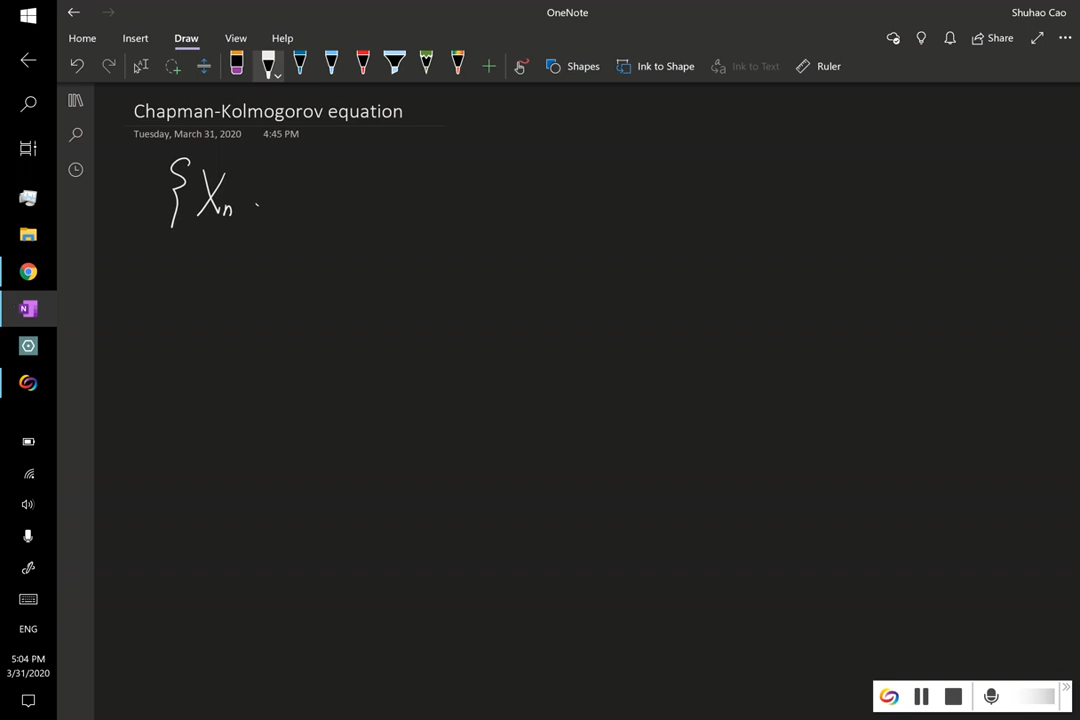 OneNote
Shuhao Cao
Home Insert Draw View Help
Share
Shapes Ink to Shape Ink to Text Ruler
Chapman-Kolmogorov equation
Tuesday, March 31, 2020 4:45 PM
{ Xn
ENG
5:04 PM
3/31/2020